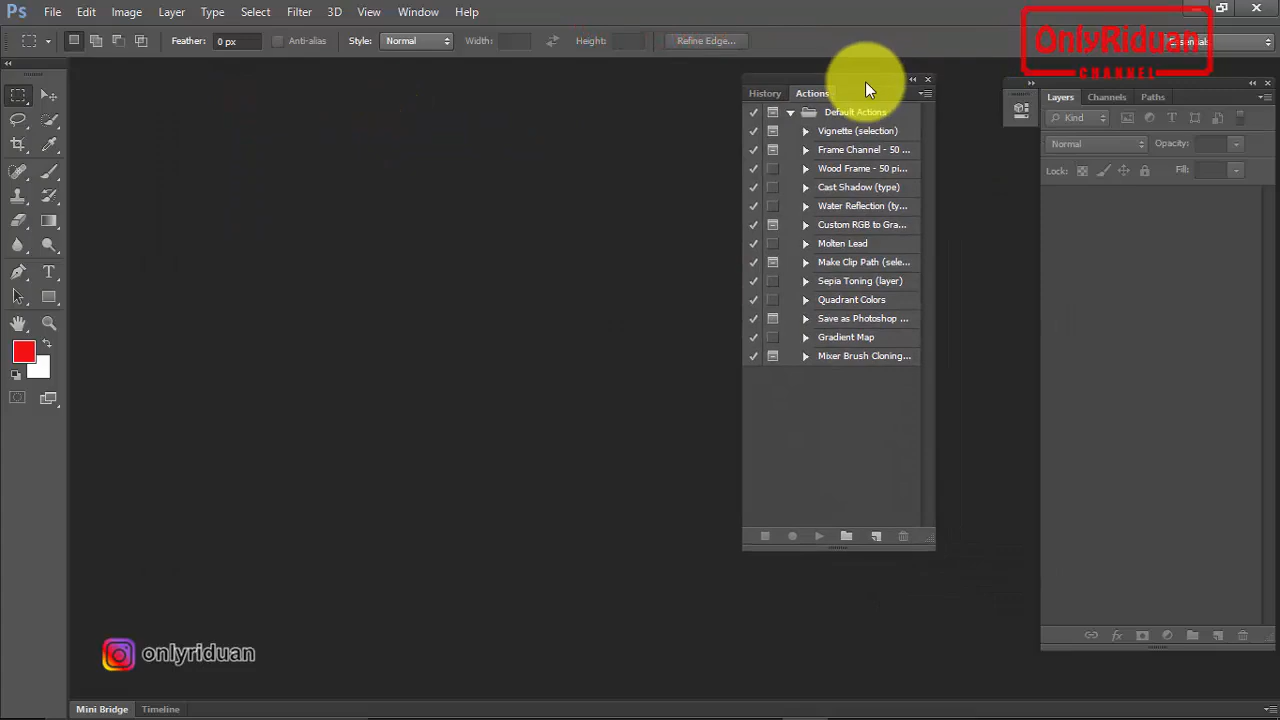 Ps File Edit Image Layer Type Select Filter 3D View Window Help
Feather: 0 px Anti-alias Style: Normal Width: Height: Refine Edge...
OnlyRiduan
CHANNEL
History Actions
Default Actions
Vignette (selection)
Frame Channel - 50 ...
Wood Frame - 50 pi...
Cast Shadow (type)
Water Reflection (ty...
Custom RGB to Gra...
Molten Lead
Make Clip Path (sele...
Sepia Toning (layer)
Quadrant Colors
Save as Photoshop ...
Gradient Map
Mixer Brush Cloning...
Layers Channels Paths
Kind
Normal Opacity:
Lock: Fill:
onlyriduan
Mini Bridge Timeline